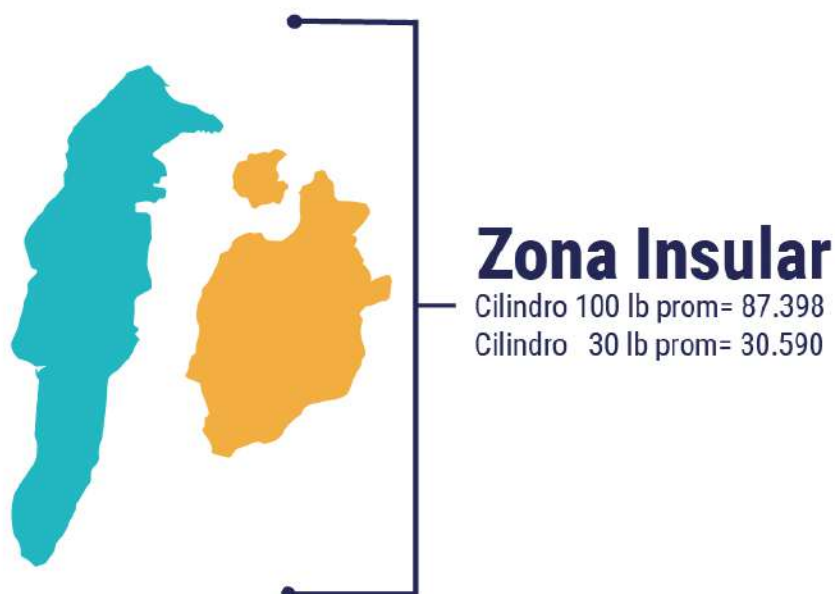 Zona Insular
Cilindro 100 lb prom= 87.398
Cilindro 30 lb prom= 30.590